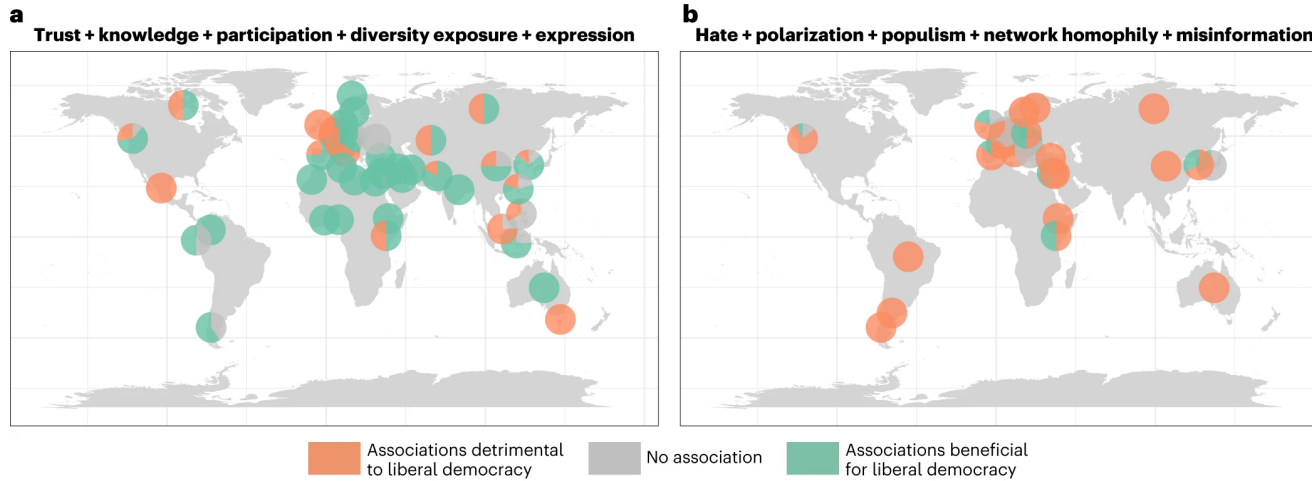 a
Trust + knowledge + participation + diversity exposure + expression
b
Hate + polarization + populism + network homophily + misinformation
Associations detrimental
to liberal democracy
No association
Associations beneficial
for liberal democracy